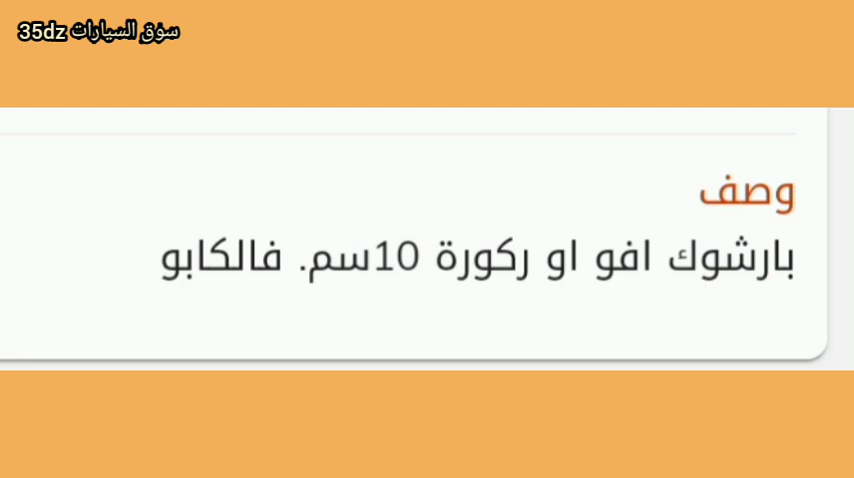 سوق السيارات 35dz
وصف
بارشوك افو او ركورة 10سم. فالكابو